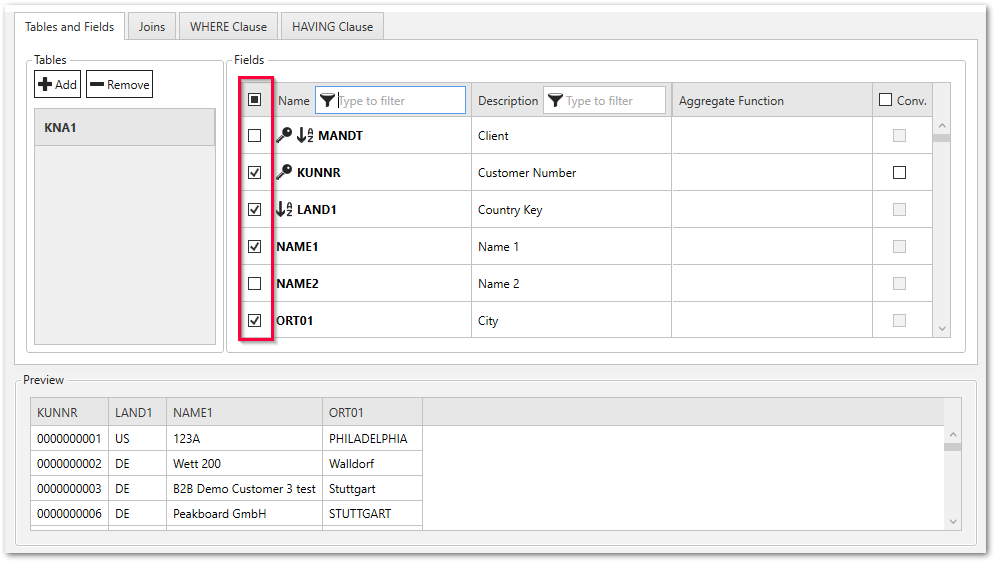 Tables and Fields Joins WHERE Clause HAVING Clause
Tables
Add Remove
KNA1
Fields
Name Type to filter Description Type to filter Aggregate Function Conv.
MANDT Client
KUNNR Customer Number
LAND1 Country Key
NAME1 Name 1
NAME2 Name 2
ORT01 City
Preview
KUNNR LAND1 NAME1 ORT01
0000000001 US 123A PHILADELPHIA
0000000002 DE Wett 200 Walldorf
0000000003 DE B2B Demo Customer 3 test Stuttgart
0000000006 DE Peakboard GmbH STUTTGART